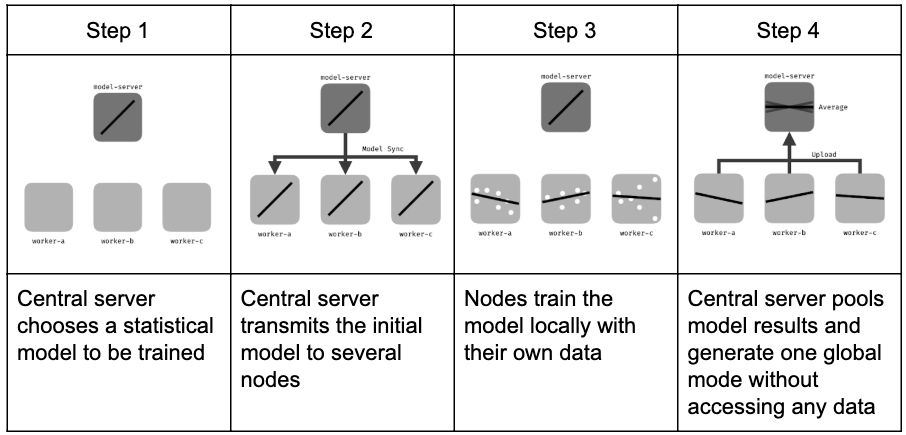 Step 1
Step 2
Step 3
Step 4
model-server
worker-a
worker-b
worker-c
model-server
Model Sync
worker-a
worker-b
worker-c
model-server
worker-a
worker-b
worker-c
model-server
Average
Upload
worker-a
worker-b
worker-c
Central server
chooses a statistical
model to be trained
Central server
transmits the initial
model to several
nodes
Nodes train the
model locally with
their own data
Central server pools
model results and
generate one global
mode without
accessing any data